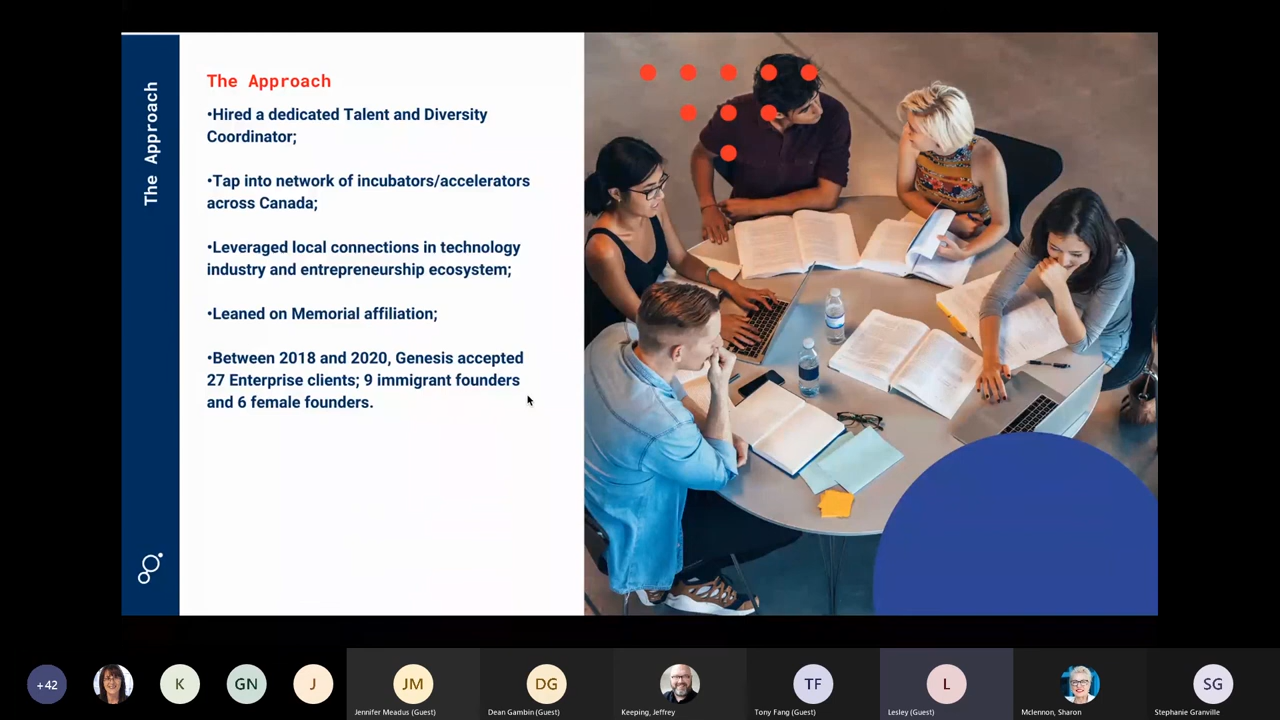 The Approach
The Approach
•Hired a dedicated Talent and Diversity
Coordinator;
•Tap into network of incubators/accelerators
across Canada;
•Leveraged local connections in technology
industry and entrepreneurship ecosystem;
•Leaned on Memorial affiliation;
•Between 2018 and 2020, Genesis accepted
27 Enterprise clients; 9 immigrant founders
and 6 female founders.
+42
K
GN
J
JM
Jennifer Meadus (Guest)
DG
Dean Gambin (Guest)
Keeping, Jeffrey
TF
Tony Fang (Guest)
L
Lesley (Guest)
Mclennon, Sharon
SG
Stephanie Granville